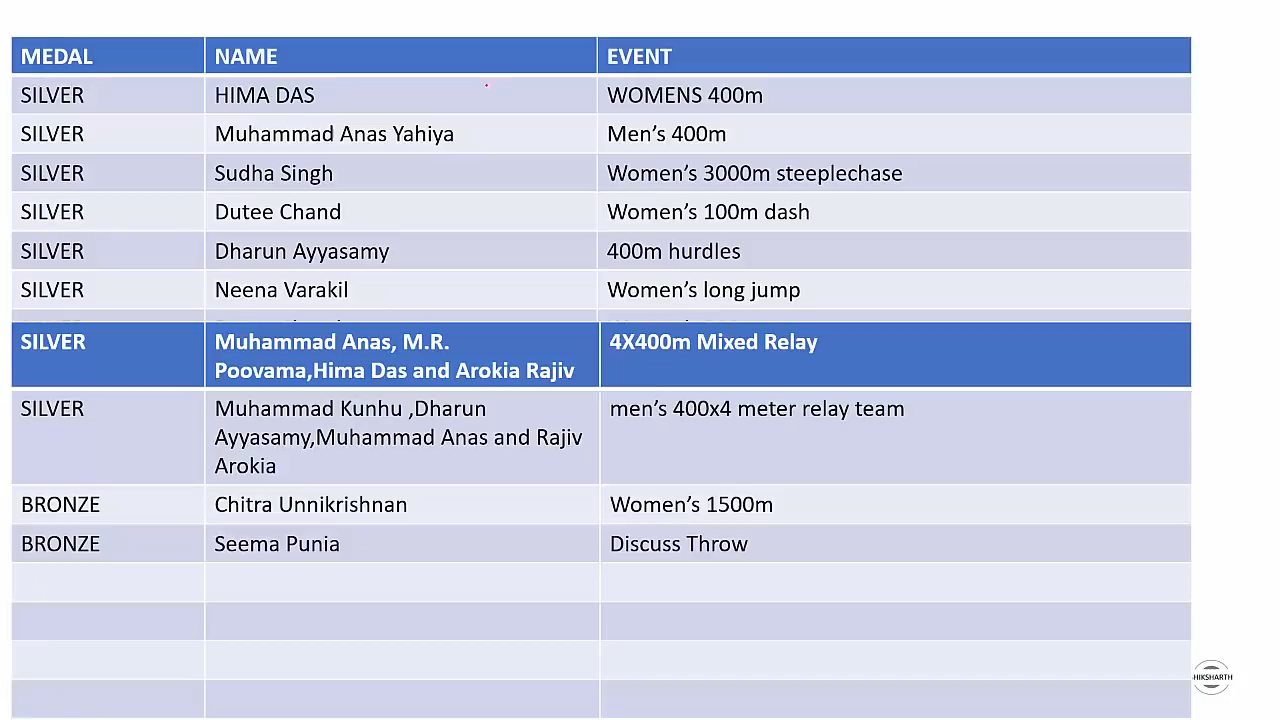 MEDAL NAME EVENT
SILVER HIMA DAS WOMENS 400m
SILVER Muhammad Anas Yahiya Men’s 400m
SILVER Sudha Singh Women’s 3000m steeplechase
SILVER Dutee Chand Women’s 100m dash
SILVER Dharun Ayyasamy 400m hurdles
SILVER Neena Varakil Women’s long jump
SILVER Muhammad Anas, M.R. 4X400m Mixed Relay
Poovama,Hima Das and Arokia Rajiv
SILVER Muhammad Kunhu ,Dharun men’s 400x4 meter relay team
Ayyasamy,Muhammad Anas and Rajiv
Arokia
BRONZE Chitra Unnikrishnan Women’s 1500m
BRONZE Seema Punia Discuss Throw
HIKSHARTH